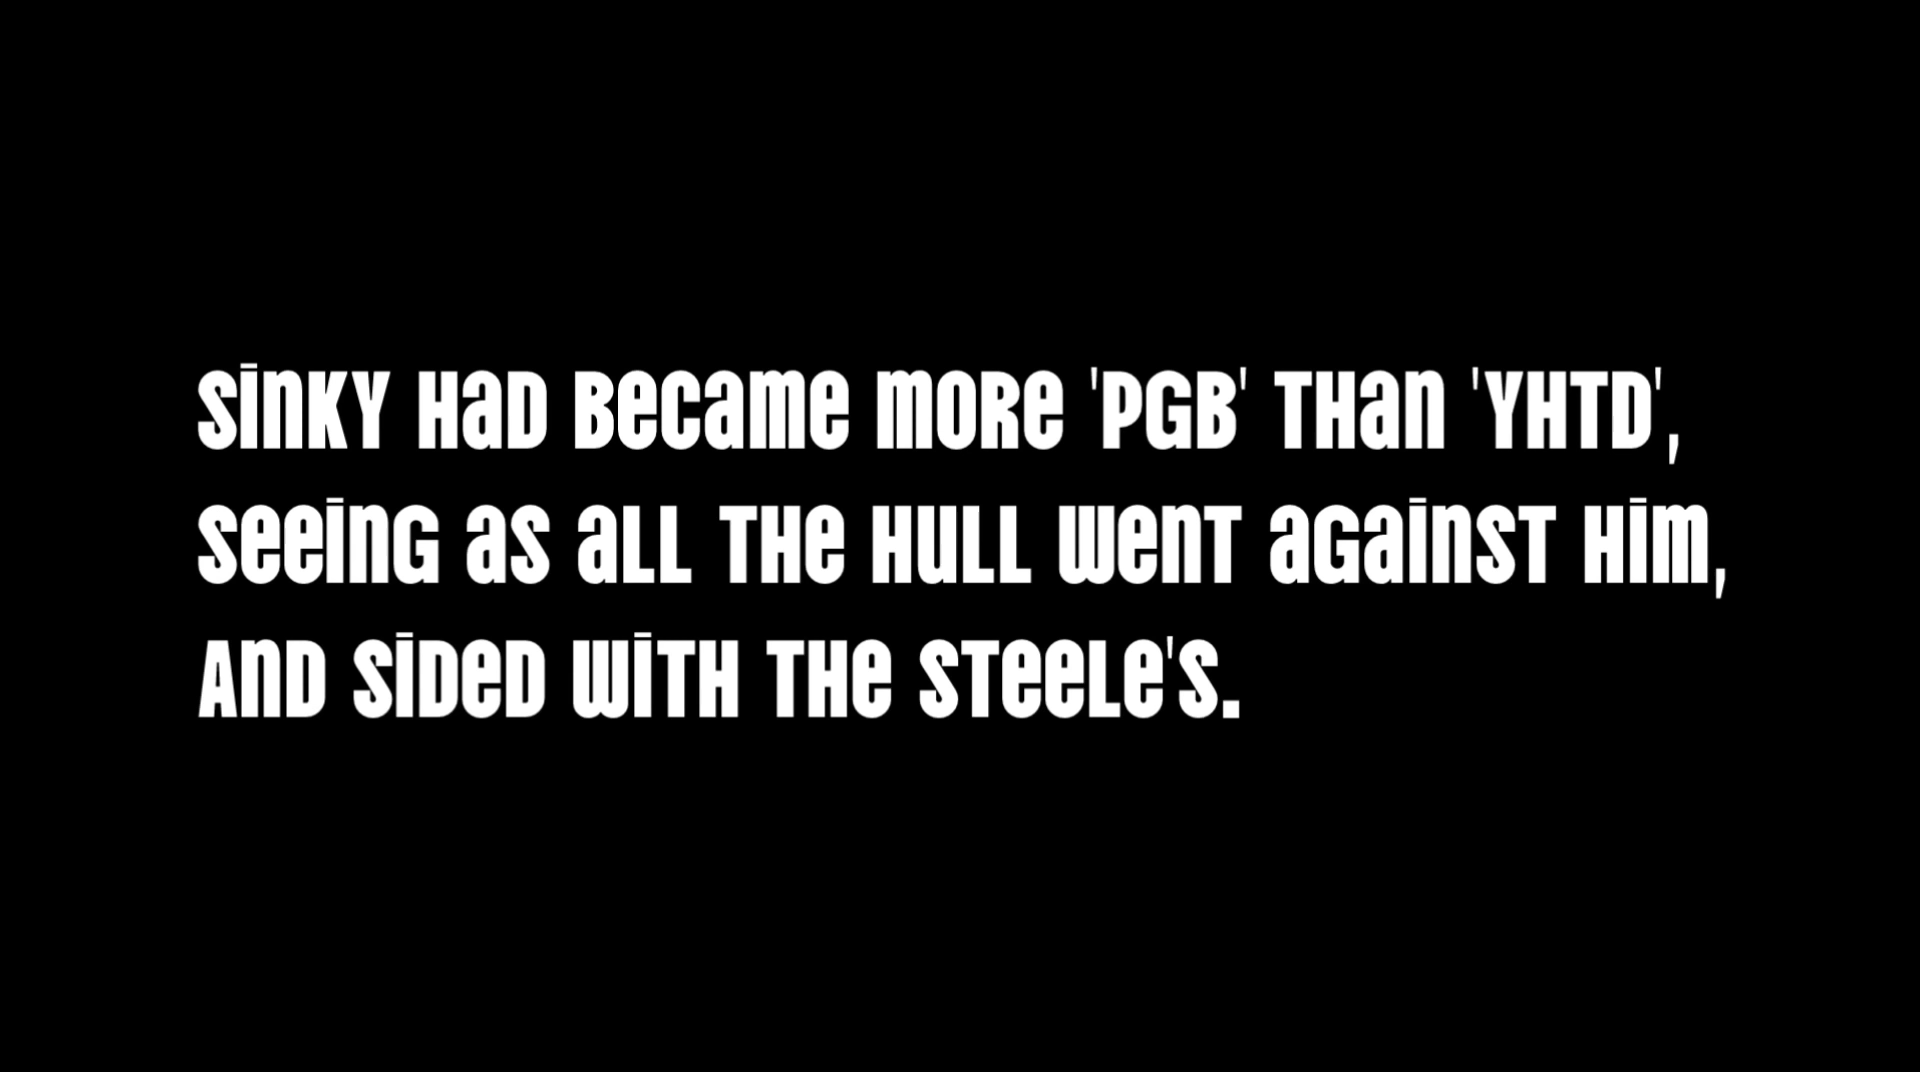 Sinky had became more 'PGB' than 'YHTD',
seeing as all the Hull went against him,
and sided with the Steele's.